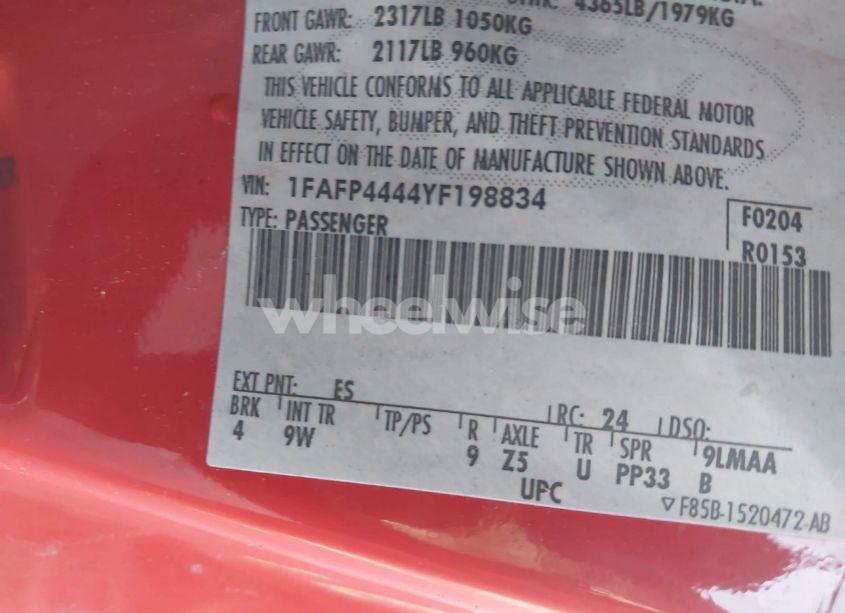 4365LB/1979KG
FRONT GAWR: 2317LB 1050KG
REAR GAWR: 2117LB 960KG
THIS VEHICLE CONFORMS TO ALL APPLICABLE FEDERAL MOTOR
VEHICLE SAFETY, BUMPER, AND THEFT PREVENTION STANDARDS
IN EFFECT ON THE DATE OF MANUFACTURE SHOWN ABOVE.
VIN: 1FAFP4444YF198834
TYPE: PASSENGER
F0204
R0153
wheelwise
EXT PNT: ES RC: 24 DSO:
BRK INT TR TP/PS R AXLE TR SPR 9LMAA
4 9W 9 Z5 U PP33 B
UFC
▽F85B-1520472-AB